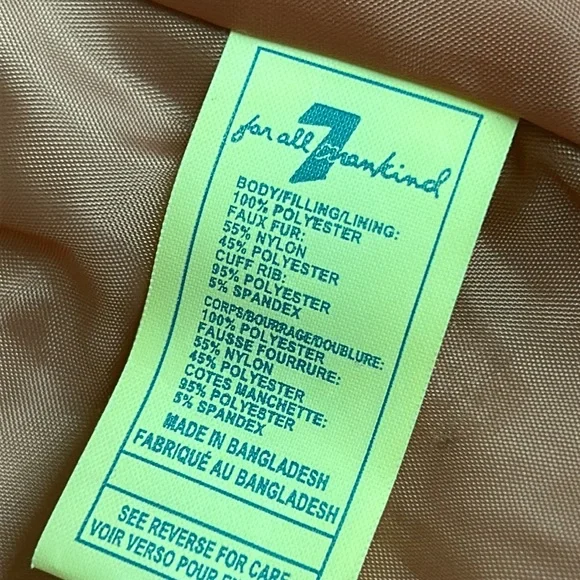 7
for all mankind
BODY/FILLING/LINING:
100% POLYESTER
FAUX FUR:
55% NYLON
45% POLYESTER
CUFF RIB:
95% POLYESTER
5% SPANDEX
CORPS/BOURRAGE/DOUBLURE:
100% POLYESTER
FAUSSE FOURRURE:
55% NYLON
45% POLYESTER
COTES MANCHETTE:
95% POLYESTER
5% SPANDEX
MADE IN BANGLADESH
FABRIQUÉ AU BANGLADESH
SEE REVERSE FOR CARE
VOIR VERSO POUR